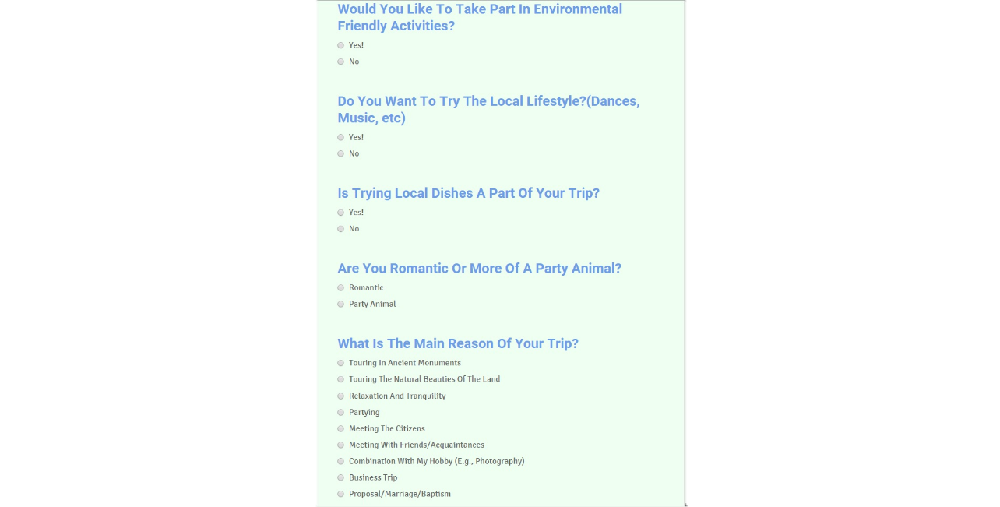 Would You Like To Take Part In Environmental
Friendly Activities?
Yes!
No
Do You Want To Try The Local Lifestyle?(Dances,
Music, etc)
Yes!
No
Is Trying Local Dishes A Part Of Your Trip?
Yes!
No
Are You Romantic Or More Of A Party Animal?
Romantic
Party Animal
What Is The Main Reason Of Your Trip?
Touring In Ancient Monuments
Touring The Natural Beauties Of The Land
Relaxation And Tranquility
Partying
Meeting The Citizens
Meeting With Friends/Acquaintances
Combination With My Hobby (E.g., Photography)
Business Trip
Proposal/Marriage/Baptism